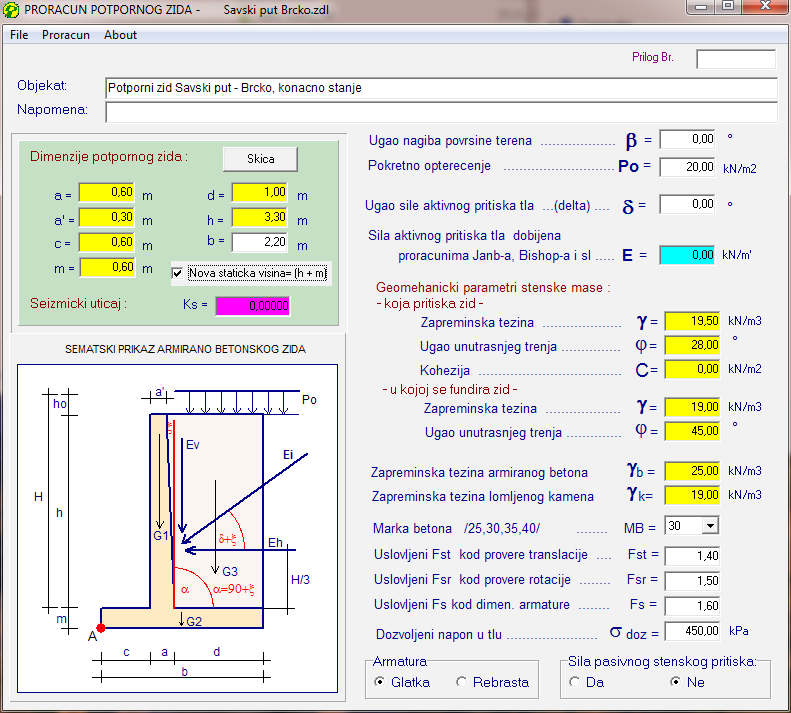 PRORACUN POTPORNOG ZIDA - Savski put Brcko.zdl
File Proracun About
Prilog Br.
Objekat: Potporni zid Savski put - Brcko, konacno stanje
Napomena:
Dimenzije potpornog zida : Skica
a = 0,60 m d = 1,00 m
a' = 0,30 m h = 3,30 m
c = 0,60 m b = 2,20 m
m = 0,60 m Nova staticka visina= (h + m)
Seizmicki uticaj : Ks = 0,00000
Ugao nagiba povrsine terena ................... β = 0,00 °
Pokretno opterecenje ............................ Po = 20,00 kN/m2
Ugao sile aktivnog pritiska tla ...(delta) .... δ = 0,00 °
Sila aktivnog pritiska tla dobijena
proracunima Janb-a, Bishop-a i sl ..... E = 0,00 kN/m'
Geomehanicki parametri stenske mase :
- koja pritiska zid -
Zapreminska tezina .................... γ = 19,50 kN/m3
Ugao unutrasnjeg trenja ............... φ = 28,00 °
Kohezija .................................... C = 0,00 kN/m2
- u kojoj se fundira zid -
Zapreminska tezina .................... γ = 19,00 kN/m3
Ugao unutrasnjeg trenja .............. φ = 45,00 °
Zapreminska tezina armiranog betona γb = 25,00 kN/m3
Zapreminska tezina lomljenog kamena γk= 19,00 kN/m3
Marka betona /25,30,35,40/ ........ MB = 30
Uslovljeni Fst kod provere translacije .... Fst = 1,40
Uslovljeni Fsr kod provere rotacije ........ Fsr = 1,50
Uslovljeni Fs kod dimen. armature ........ Fs = 1,60
Dozvoljeni napon u tlu ....................... σ doz = 450,00 kPa
Armatura
Glatka Rebrasta
Sila pasivnog stenskog pritiska:
Da Ne
SEMATSKI PRIKAZ ARMIRANO BETONSKOG ZIDA
a' Po
ho
ξ
Ev
Ei
H
h
G1 δ+ξ Eh
G3
α α=90+ξ H/3
m
G2
A
c a d
b